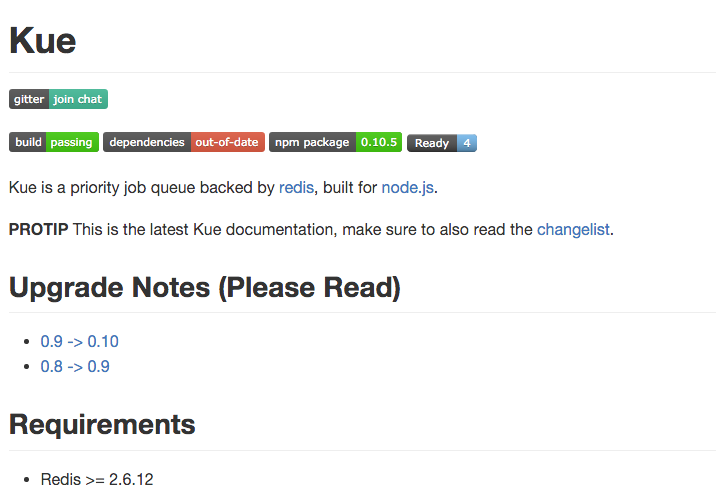 Kue
gitter join chat
build passing dependencies out-of-date npm package 0.10.5 Ready 4
Kue is a priority job queue backed by redis, built for node.js.
PROTIP This is the latest Kue documentation, make sure to also read the changelist.
Upgrade Notes (Please Read)
• 0.9 -> 0.10
• 0.8 -> 0.9
Requirements
• Redis >= 2.6.12